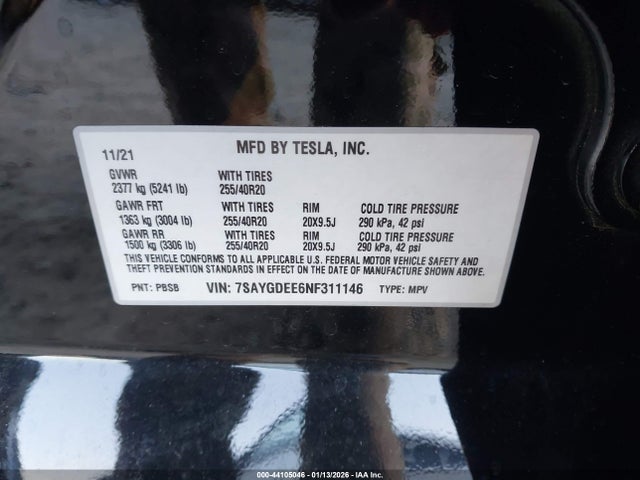 11/21 MFD BY TESLA, INC.
GVWR WITH TIRES
2377 kg (5241 lb) 255/40R20
GAWR FRT WITH TIRES RIM COLD TIRE PRESSURE
1363 kg (3004 lb) 255/40R20 20X9.5J 290 kPa, 42 psi
GAWR RR WITH TIRES RIM COLD TIRE PRESSURE
1500 kg (3306 lb) 255/40R20 20X9.5J 290 kPa, 42 psi
THIS VEHICLE CONFORMS TO ALL APPLICABLE U.S. FEDERAL MOTOR VEHICLE SAFETY AND
THEFT PREVENTION STANDARDS IN EFFECT ON THE DATE OF MANUFACTURE SHOWN ABOVE.
PNT: PBSB VIN: 7SAYGDEE6NF311146 TYPE: MPV
000-44105046 - 01/13/2026 - IAA Inc.